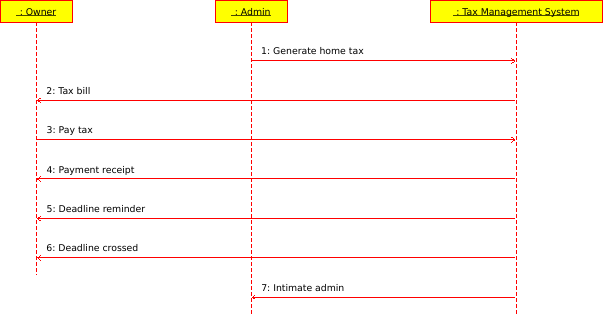 : Owner
: Admin
: Tax Management System
1: Generate home tax
2: Tax bill
3: Pay tax
4: Payment receipt
5: Deadline reminder
6: Deadline crossed
7: Intimate admin